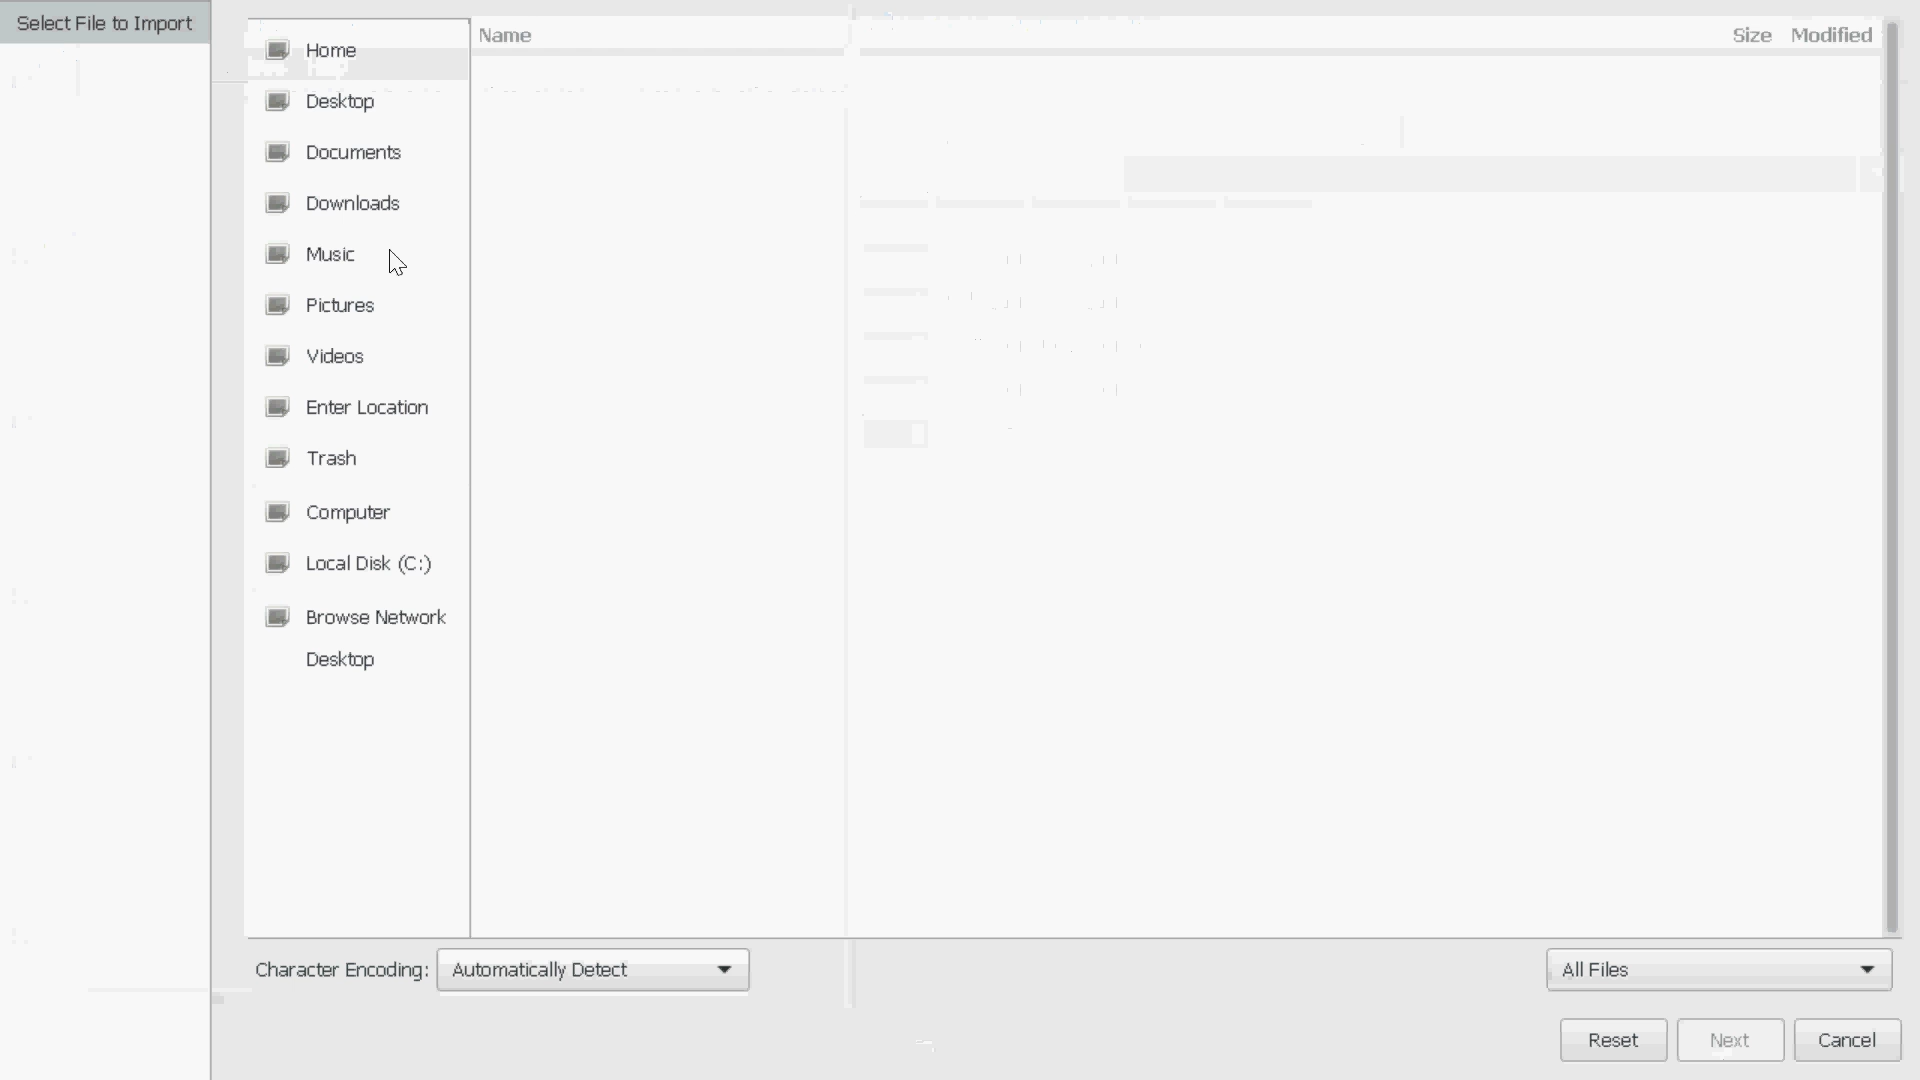 Select File to Import
Name
Size
Modified
Home
Desktop
Documents
Downloads
Music
Pictures
Videos
Enter Location
Trash
Computer
Local Disk (C:)
Browse Network
Desktop
Character Encoding:
Automatically Detect
All Files
Reset
Next
Cancel